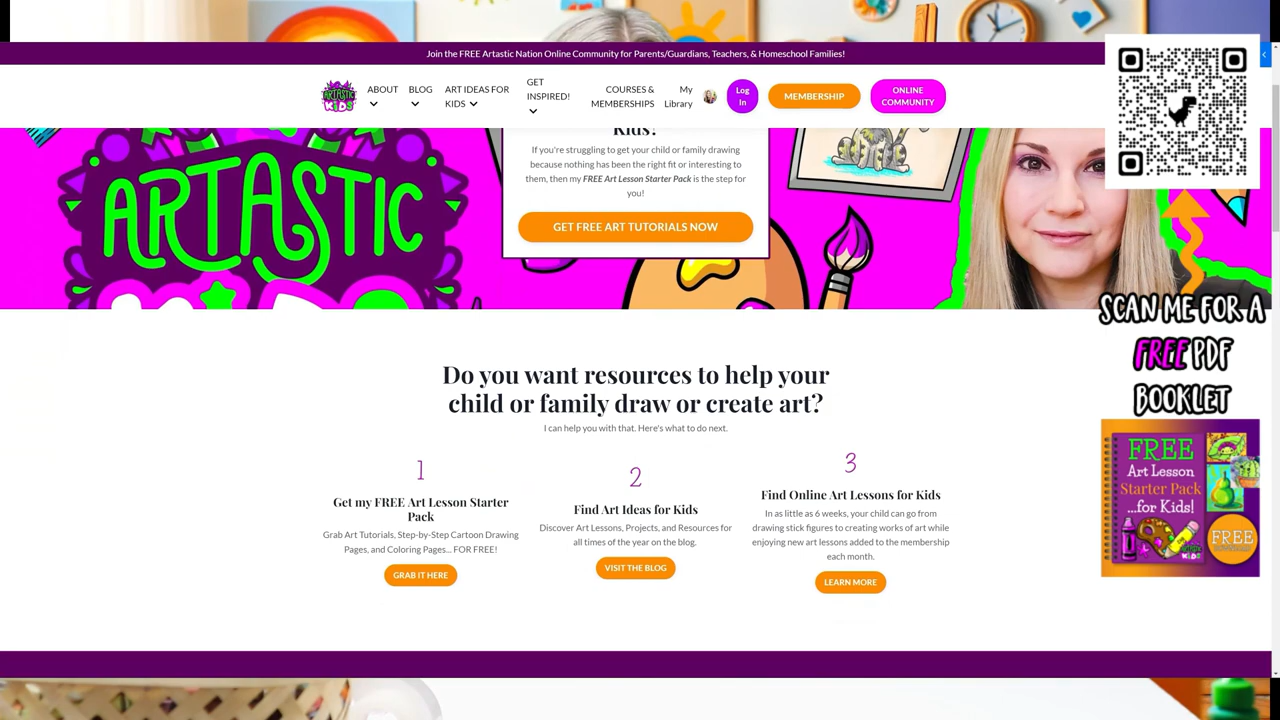 Join the FREE Artastic Nation Online Community for Parents/Guardians, Teachers, & Homeschool Families!
ARTASTIC
KIDS
ABOUT
BLOG
ART IDEAS FOR
KIDS
GET
INSPIRED!
COURSES &
MEMBERSHIPS
My
Library
Log
In
MEMBERSHIP
ONLINE
COMMUNITY
ARTASTIC
Kids?
If you're struggling to get your child or family drawing
because nothing has been the right fit or interesting to
them, then my FREE Art Lesson Starter Pack is the step for
you!
GET FREE ART TUTORIALS NOW
Do you want resources to help your
child or family draw or create art?
I can help you with that. Here's what to do next.
1
Get my FREE Art Lesson Starter
Pack
Grab Art Tutorials, Step-by-Step Cartoon Drawing
Pages, and Coloring Pages... FOR FREE!
GRAB IT HERE
2
Find Art Ideas for Kids
Discover Art Lessons, Projects, and Resources for
all times of the year on the blog.
VISIT THE BLOG
3
Find Online Art Lessons for Kids
In as little as 6 weeks, your child can go from
drawing stick figures to creating works of art while
enjoying new art lessons added to the membership
each month.
LEARN MORE
SCAN ME FOR A
FREE PDF
BOOKLET
FREE
Art Lesson
Starter Pack
...for Kids!
FREE